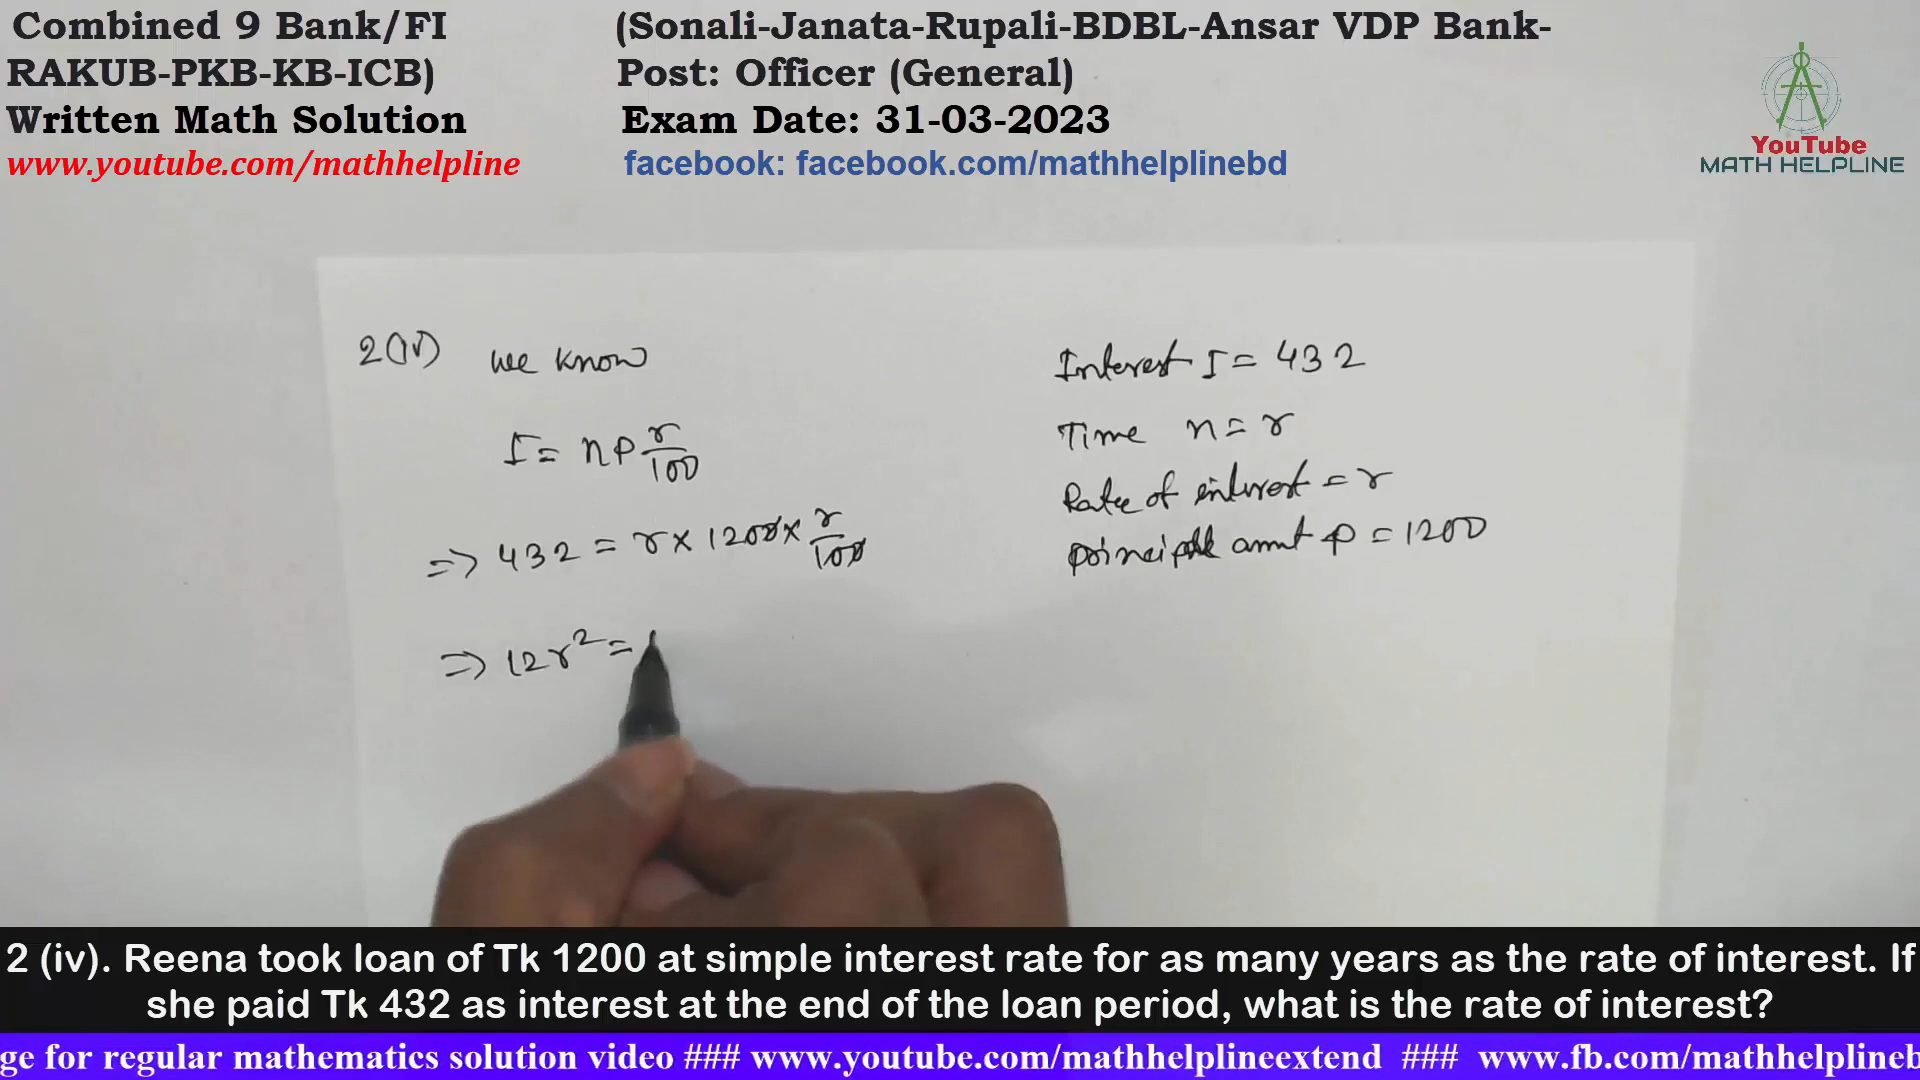 Combined 9 Bank/FI (Sonali-Janata-Rupali-BDBL-Ansar VDP Bank-
RAKUB-PKB-KB-ICB) Post: Officer (General)
Written Math Solution Exam Date: 31-03-2023
www.youtube.com/mathhelpline facebook: facebook.com/mathhelplinebd
YouTube
MATH HELPLINE
2(iv) we know
I = np r/100
=> 432 = r × 1200 × r/100
=> 12r² =
Interest I = 432
Time n = r
Rate of interest = r
principle amnt p = 1200
2 (iv). Reena took loan of Tk 1200 at simple interest rate for as many years as the rate of interest. If
she paid Tk 432 as interest at the end of the loan period, what is the rate of interest?
ge for regular mathematics solution video ### www.youtube.com/mathhelplineextend ### www.fb.com/mathhelplineb